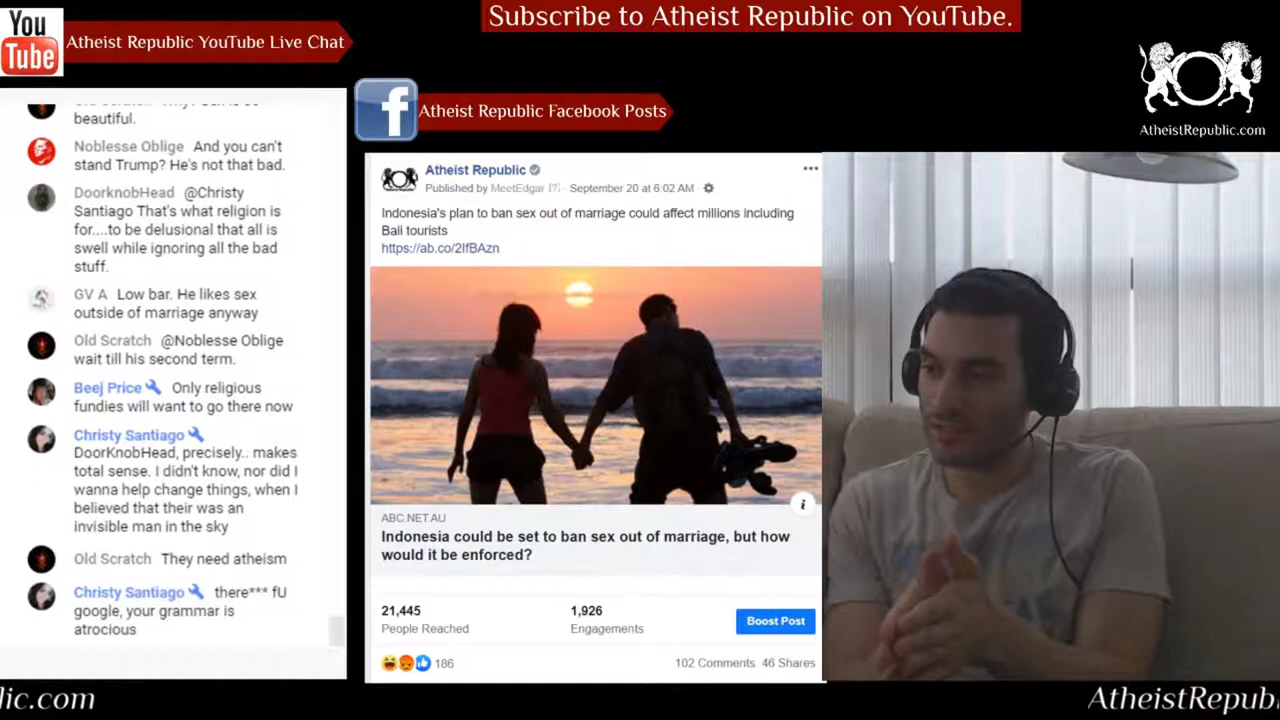 Subscribe to Atheist Republic on YouTube.
You
Tube
Atheist Republic YouTube Live Chat
AtheistRepublic.com
f
Atheist Republic Facebook Posts
beautiful.
Noblesse Oblige And you can't
stand Trump? He's not that bad.
DoorknobHead @Christy
Santiago That's what religion is
for....to be delusional that all is
swell while ignoring all the bad
stuff.
GV A Low bar. He likes sex
outside of marriage anyway
Old Scratch @Noblesse Oblige
wait till his second term.
Beej Price Only religious
fundies will want to go there now
Christy Santiago
DoorKnobHead, precisely.. makes
total sense. I didn't know, nor did I
wanna help change things, when I
believed that their was an
invisible man in the sky
Old Scratch They need atheism
Christy Santiago there*** fU
google, your grammar is
atrocious
Atheist Republic
Published by MeetEdgar [?] · September 20 at 6:02 AM ·
Indonesia's plan to ban sex out of marriage could affect millions including
Bali tourists
https://ab.co/2lfBAzn
i
ABC.NET.AU
Indonesia could be set to ban sex out of marriage, but how
would it be enforced?
21,445
People Reached
1,926
Engagements
Boost Post
186
102 Comments 46 Shares
lic.com
AtheistRepubl